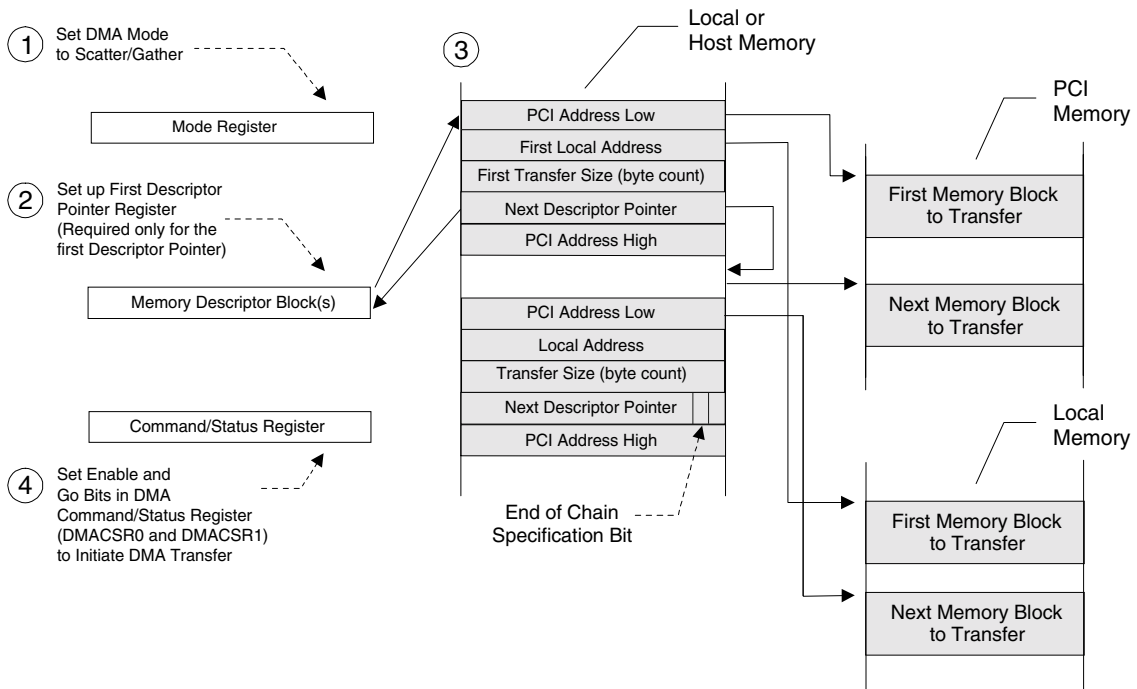 1
Set DMA Mode
to Scatter/Gather
Mode Register
2
Set up First Descriptor
Pointer Register
(Required only for the
first Descriptor Pointer)
Memory Descriptor Block(s)
Command/Status Register
4
Set Enable and
Go Bits in DMA
Command/Status Register
(DMACSR0 and DMACSR1)
to Initiate DMA Transfer
3
Local or
Host Memory
PCI Address Low
First Local Address
First Transfer Size (byte count)
Next Descriptor Pointer
PCI Address High
PCI Address Low
Local Address
Transfer Size (byte count)
Next Descriptor Pointer
PCI Address High
End of Chain
Specification Bit
PCI
Memory
First Memory Block
to Transfer
Next Memory Block
to Transfer
Local
Memory
First Memory Block
to Transfer
Next Memory Block
to Transfer